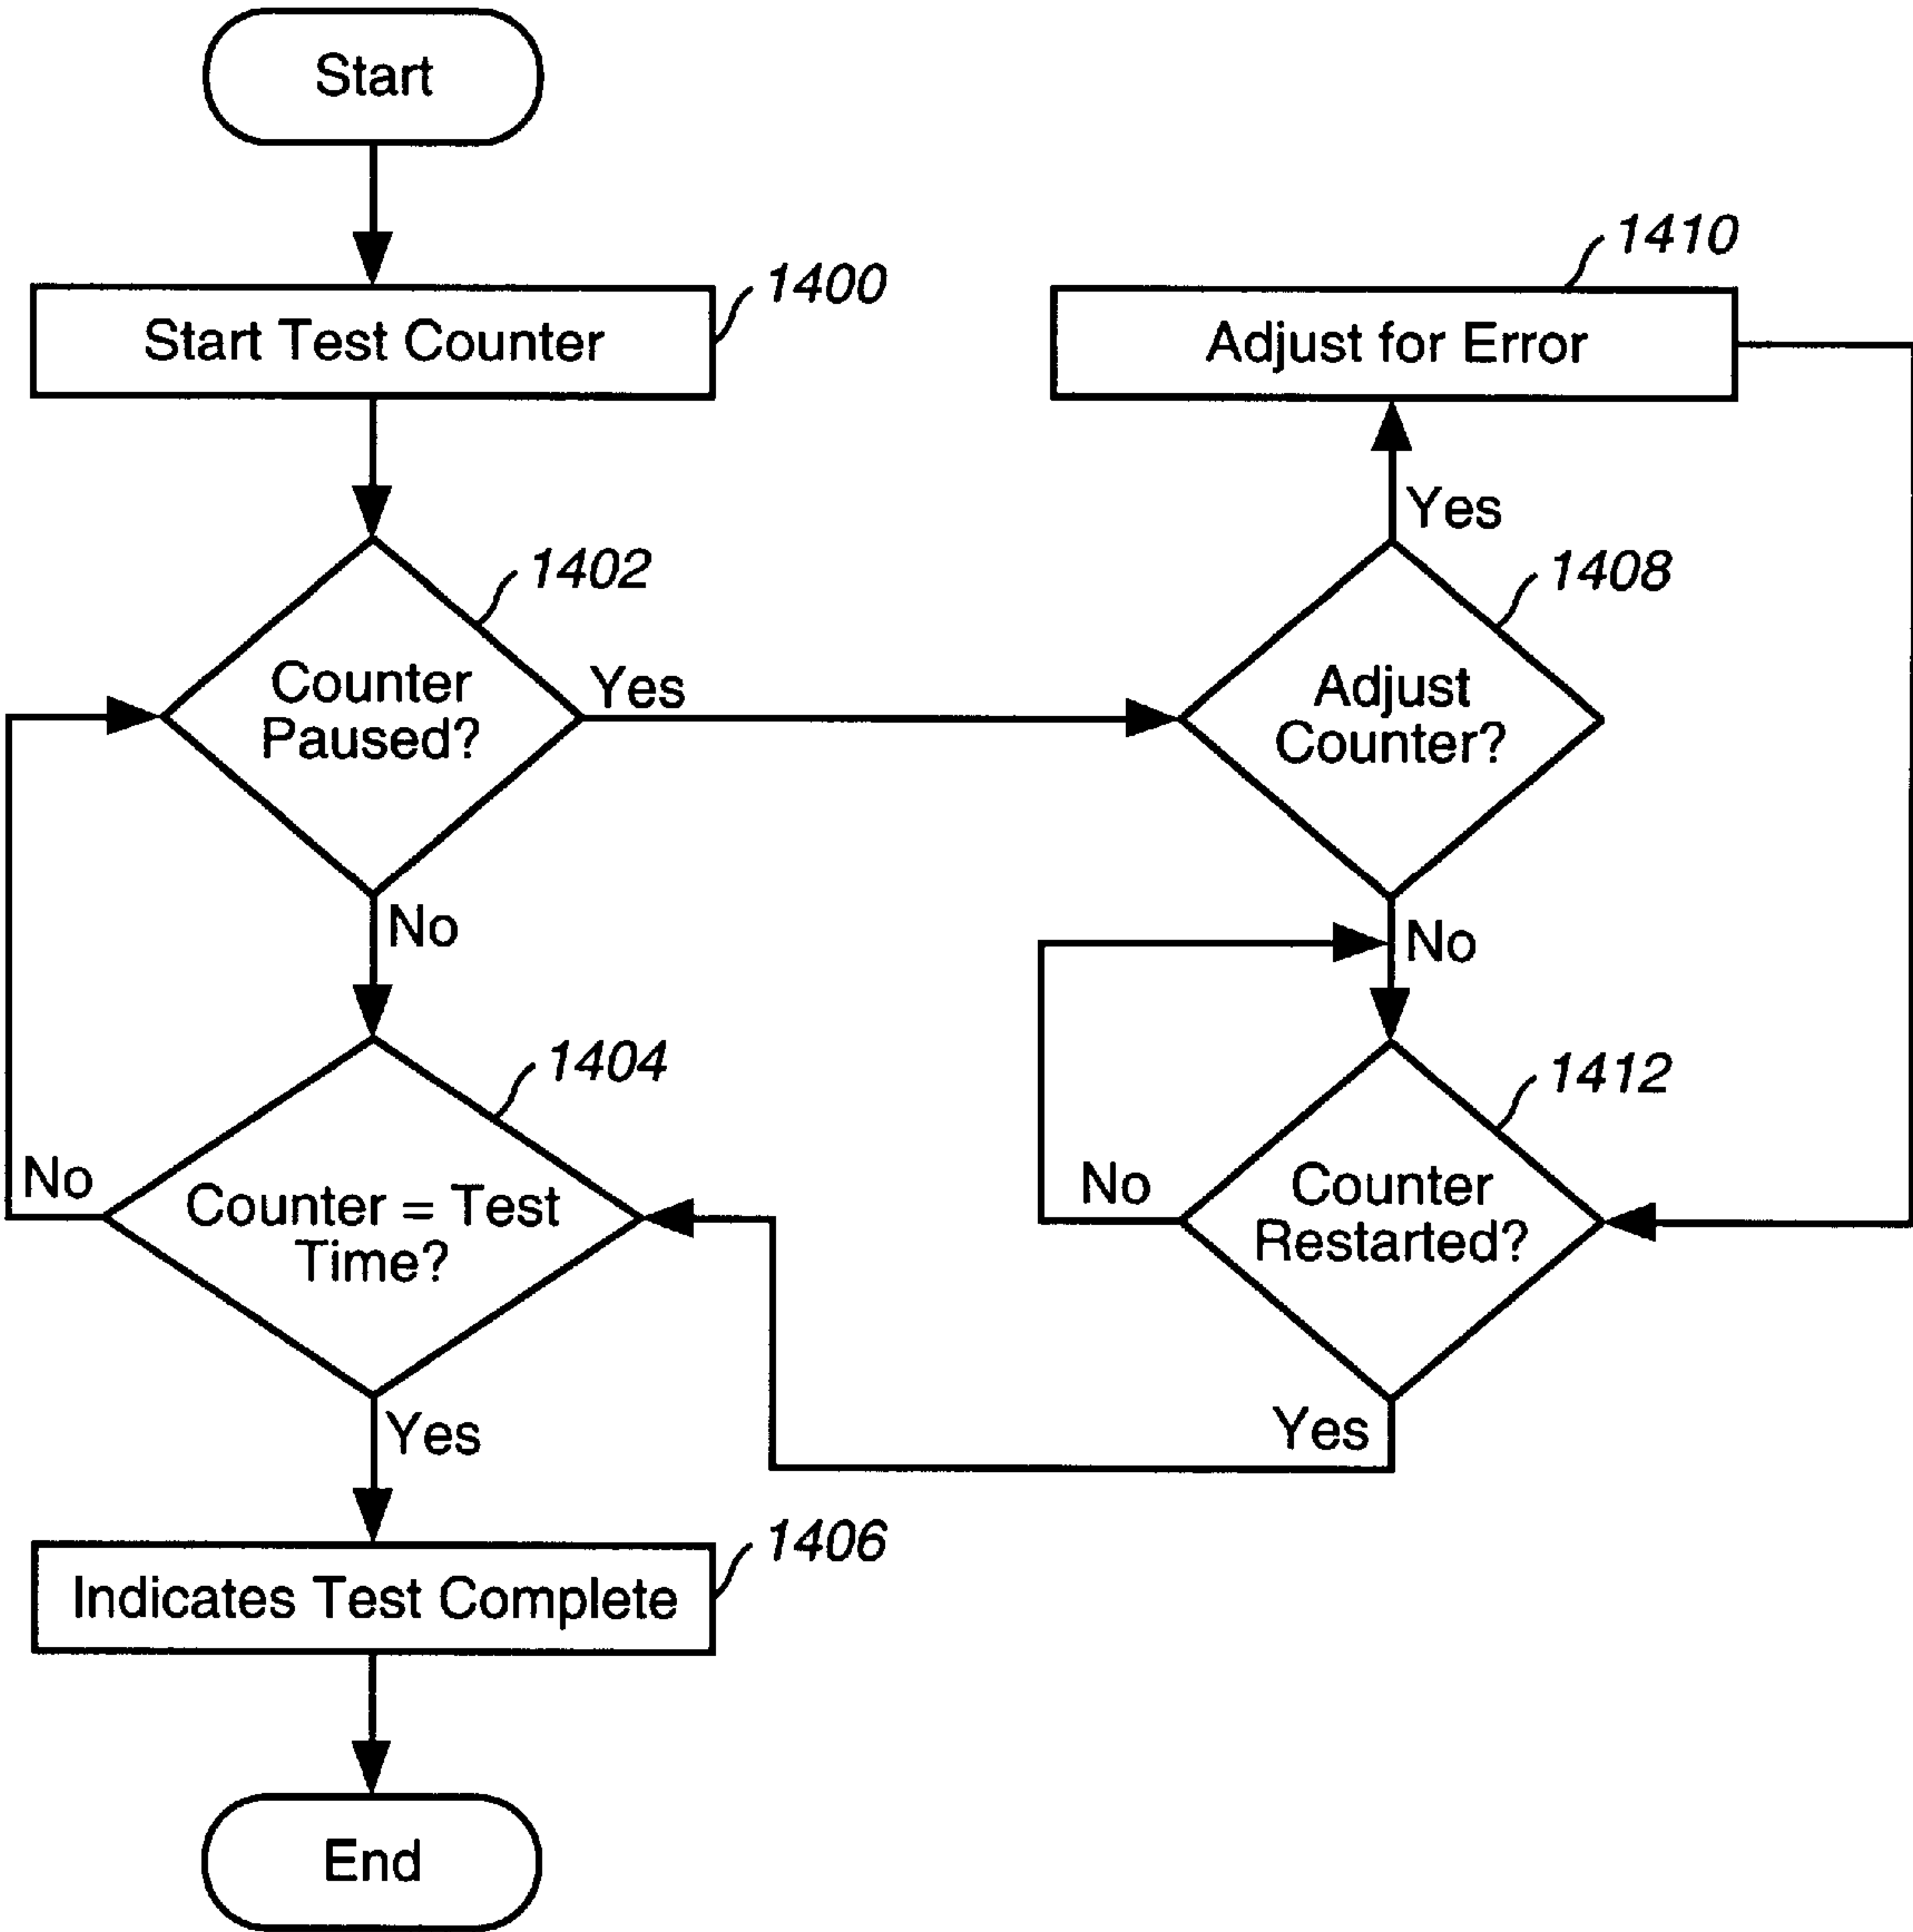 Start
1400
Start Test Counter
1410
Adjust for Error
Yes
1402
1408
Counter
Paused?
Yes
Adjust
Counter?
No
No
1404
1412
No
Counter = Test
Time?
No
Counter
Restarted?
Yes
Yes
1406
Indicates Test Complete
End